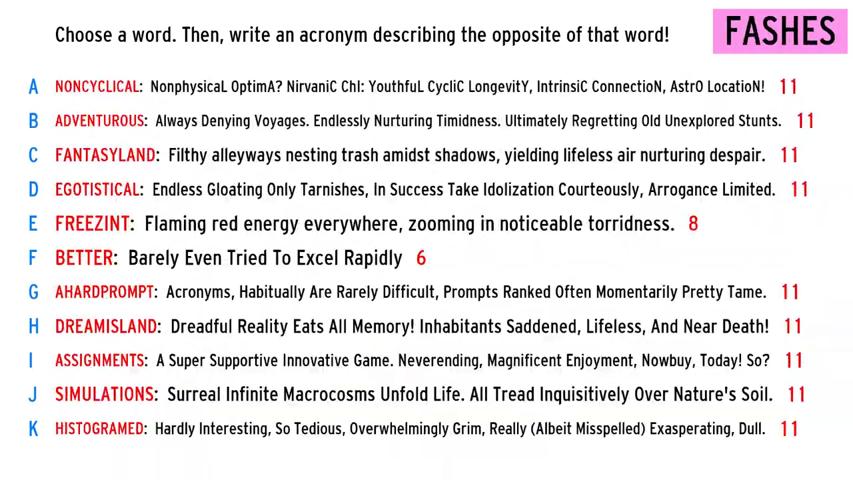 Choose a word. Then, write an acronym describing the opposite of that word!
FASHES
A NONCYCLICAL: NonphysicaL OptimA? NirvaniC ChI: YouthfuL CycliC LongevitY, IntrinsiC ConnectioN, AstrO LocatioN! 11
B ADVENTUROUS: Always Denying Voyages. Endlessly Nurturing Timidness. Ultimately Regretting Old Unexplored Stunts. 11
C FANTASYLAND: Filthy alleyways nesting trash amidst shadows, yielding lifeless air nurturing despair. 11
D EGOTISTICAL: Endless Gloating Only Tarnishes, In Success Take Idolization Courteously, Arrogance Limited. 11
E FREEZINT: Flaming red energy everywhere, zooming in noticeable torridness. 8
F BETTER: Barely Even Tried To Excel Rapidly 6
G AHARDPROMPT: Acronyms, Habitually Are Rarely Difficult, Prompts Ranked Often Momentarily Pretty Tame. 11
H DREAMISLAND: Dreadful Reality Eats All Memory! Inhabitants Saddened, Lifeless, And Near Death! 11
I ASSIGNMENTS: A Super Supportive Innovative Game. Neverending, Magnificent Enjoyment, Nowbuy, Today! So? 11
J SIMULATIONS: Surreal Infinite Macrocosms Unfold Life. All Tread Inquisitively Over Nature's Soil. 11
K HISTOGRAMED: Hardly Interesting, So Tedious, Overwhelmingly Grim, Really (Albeit Misspelled) Exasperating, Dull. 11